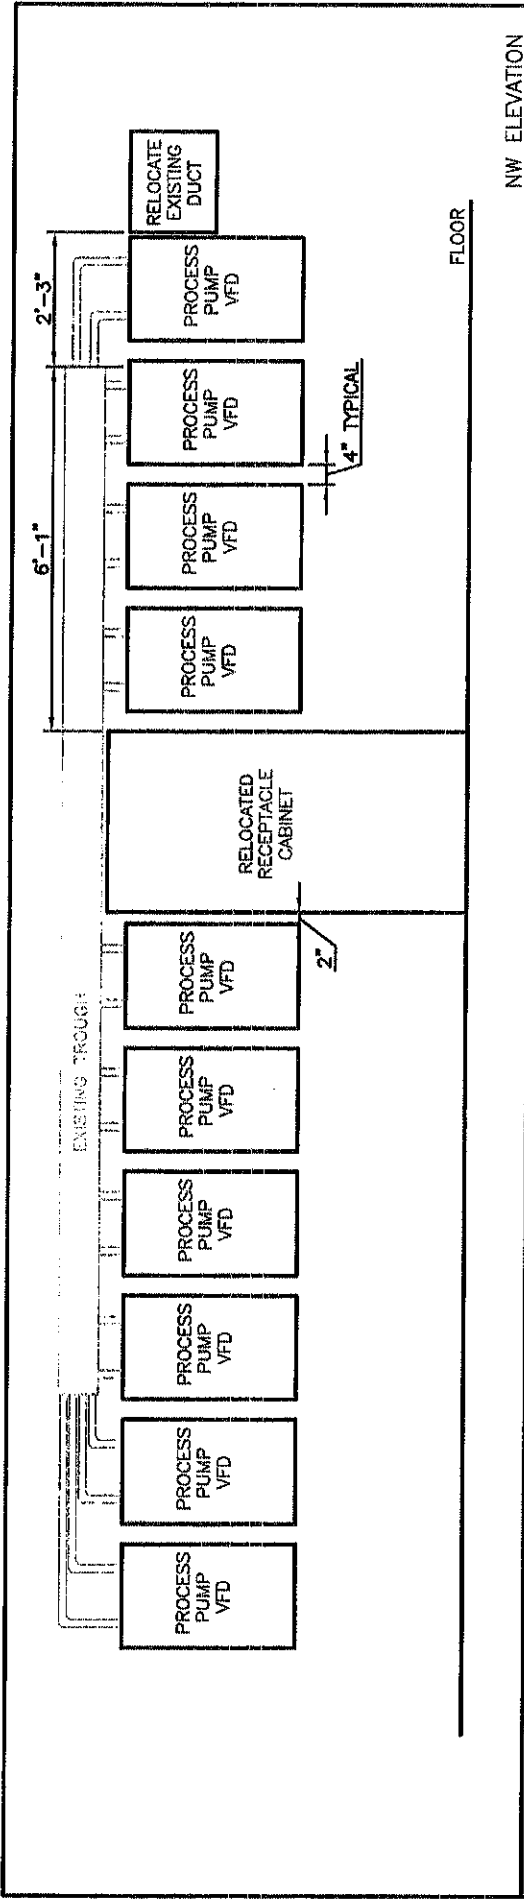 2'-3"
6'-1"
EXISTING TROUGH
PROCESS
PUMP
VFD
PROCESS
PUMP
VFD
PROCESS
PUMP
VFD
PROCESS
PUMP
VFD
PROCESS
PUMP
VFD
PROCESS
PUMP
VFD
RELOCATED
RECEPTACLE
CABINET
PROCESS
PUMP
VFD
PROCESS
PUMP
VFD
PROCESS
PUMP
VFD
PROCESS
PUMP
VFD
RELOCATE
EXISTING
DUCT
2"
4" TYPICAL
FLOOR
NW ELEVATION